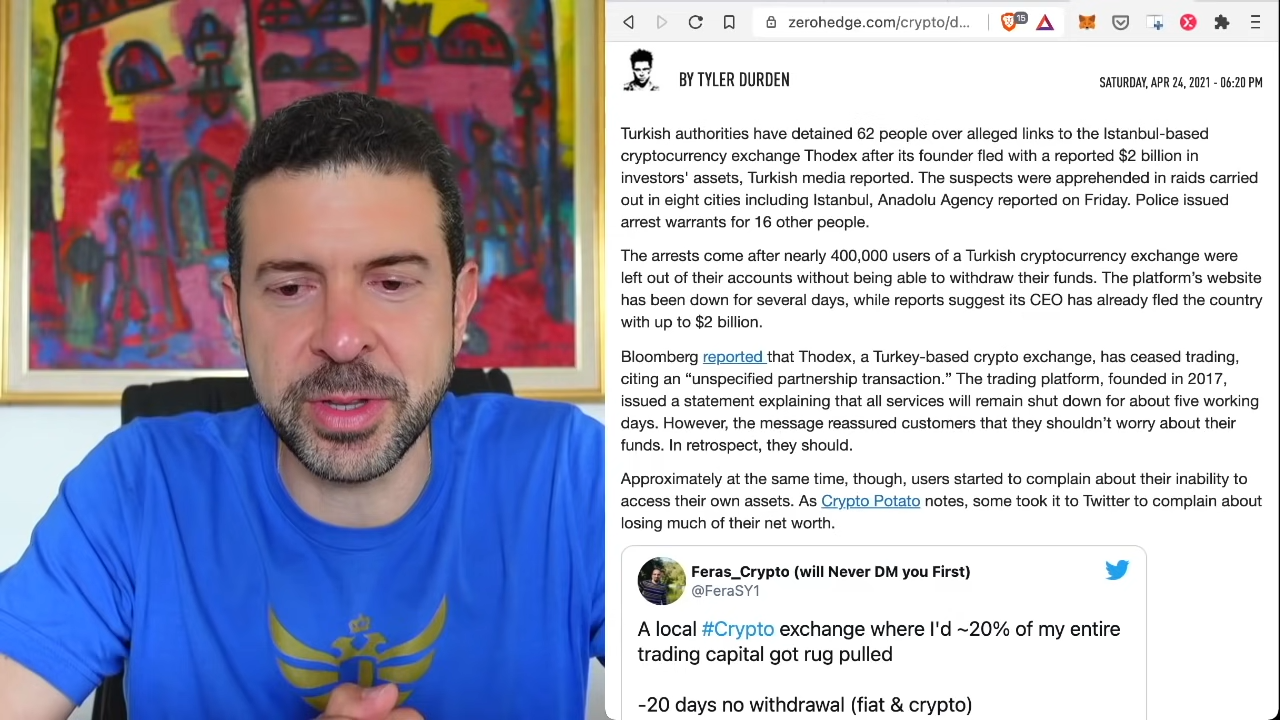 zerohedge.com/crypto/d...
15
BY TYLER DURDEN
SATURDAY, APR 24, 2021 - 06:20 PM
Turkish authorities have detained 62 people over alleged links to the Istanbul-based
cryptocurrency exchange Thodex after its founder fled with a reported $2 billion in
investors' assets, Turkish media reported. The suspects were apprehended in raids carried
out in eight cities including Istanbul, Anadolu Agency reported on Friday. Police issued
arrest warrants for 16 other people.
The arrests come after nearly 400,000 users of a Turkish cryptocurrency exchange were
left out of their accounts without being able to withdraw their funds. The platform’s website
has been down for several days, while reports suggest its CEO has already fled the country
with up to $2 billion.
Bloomberg reported that Thodex, a Turkey-based crypto exchange, has ceased trading,
citing an “unspecified partnership transaction.” The trading platform, founded in 2017,
issued a statement explaining that all services will remain shut down for about five working
days. However, the message reassured customers that they shouldn’t worry about their
funds. In retrospect, they should.
Approximately at the same time, though, users started to complain about their inability to
access their own assets. As Crypto Potato notes, some took it to Twitter to complain about
losing much of their net worth.
Feras_Crypto (will Never DM you First)
@FeraSY1
A local #Crypto exchange where I'd ~20% of my entire
trading capital got rug pulled
-20 days no withdrawal (fiat & crypto)